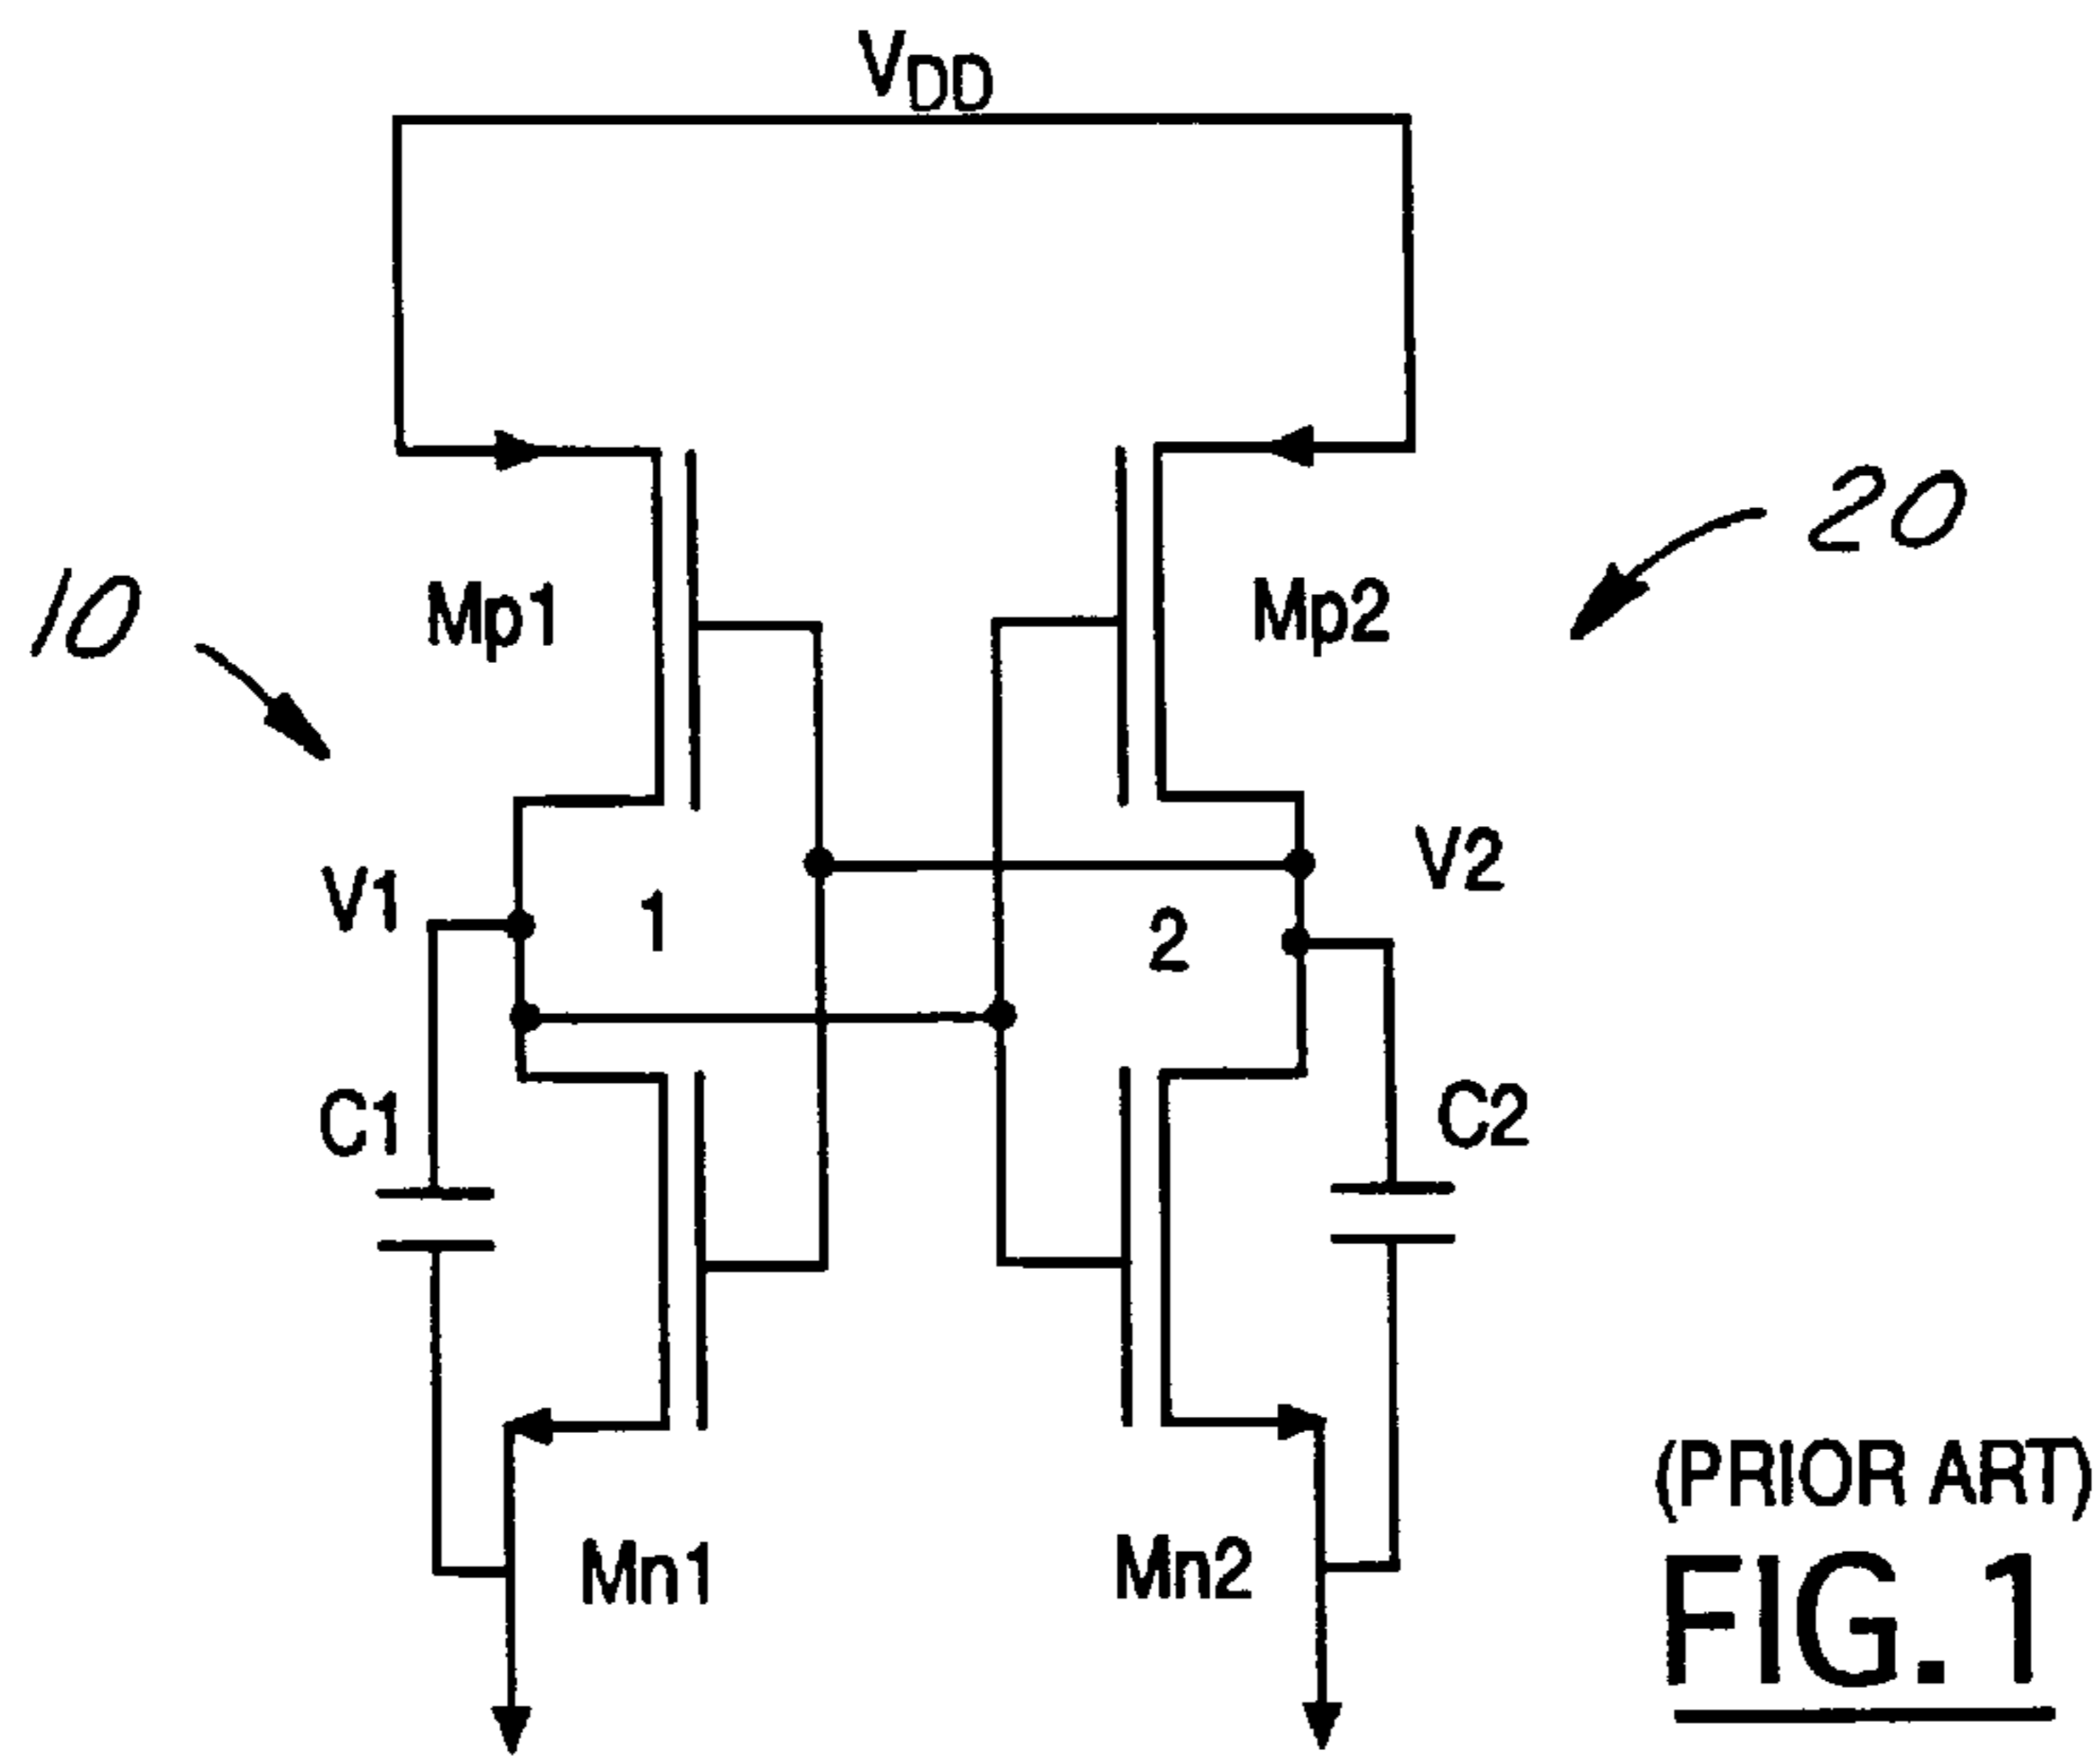 VDD
20
10
Mp1
Mp2
V1
1
2
V2
C1
C2
Mn1
Mn2
(PRIOR ART)
FIG. 1